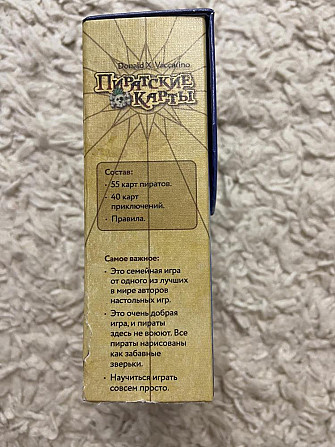 Donald X. Vaccarino
Пиратские
Карты
Состав:
- 55 карт пиратов.
- 40 карт
приключений.
- Правила.
Самое важное:
- Это семейная игра
от одного из лучших
в мире авторов
настольных игр.
- Это очень добрая
игра, и пираты
здесь не воюют. Все
пираты нарисованы
как забавные
зверьки.
- Научиться играть
совсем просто.